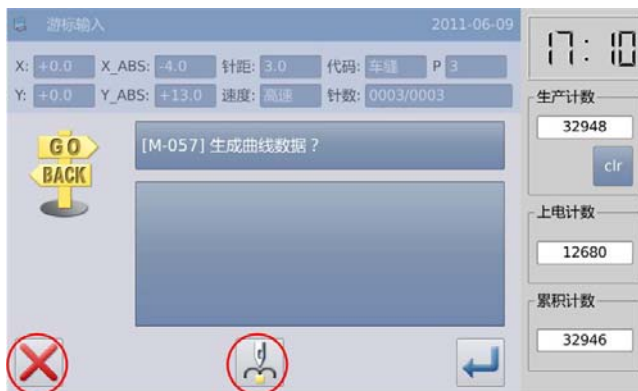 游标输入 2011-06-09
X: +0.0 X_ABS: -4.0 针距: 3.0 代码: 车缝 P 3
Y: +0.0 Y_ABS: +13.0 速度: 高速 针数: 0003/0003
GO
BACK
[M-057] 生成曲线数据？
17:10
生产计数
32948
clr
上电计数
12680
累积计数
32946